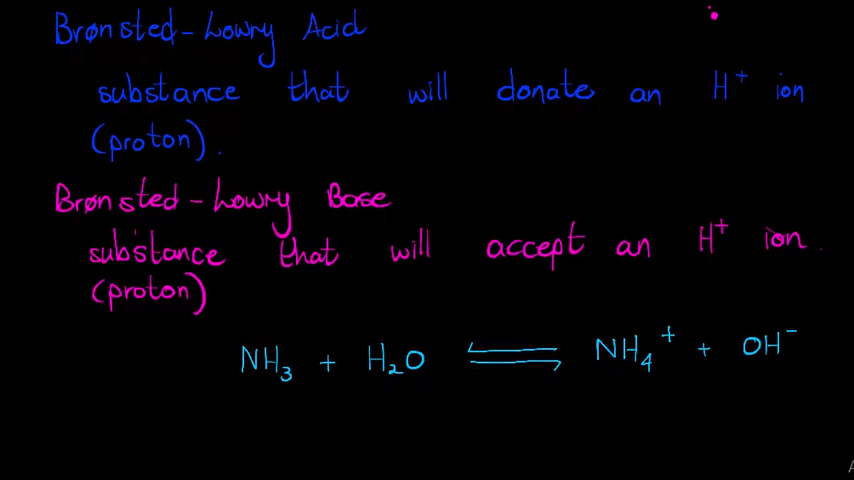 Brønsted-Lowry Acid
substance that will donate an H⁺ ion
(proton).
Brønsted-Lowry Base
substance that will accept an H⁺ ion.
(proton)
NH₃ + H₂O ⇌ NH₄⁺ + OH⁻